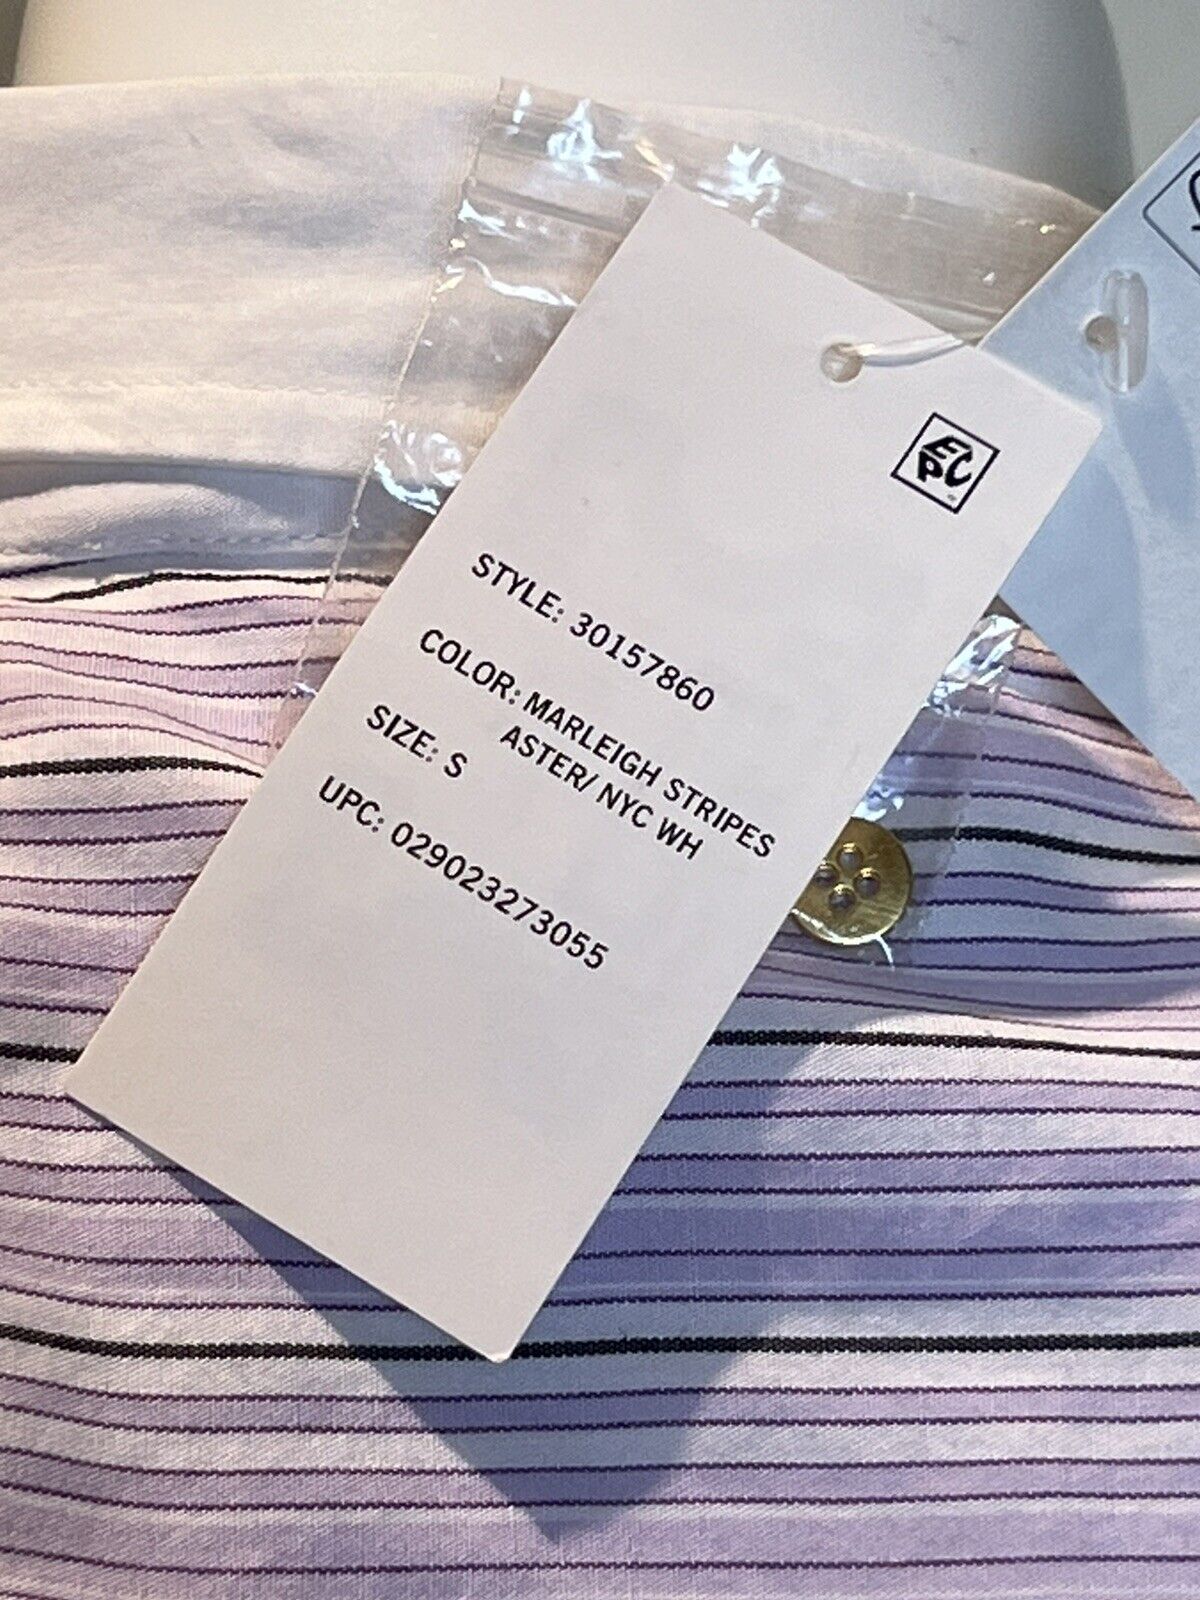 EPC
STYLE: 30157860
COLOR: MARLEIGH STRIPES
ASTER/ NYC WH
SIZE: S
UPC: 029023273055